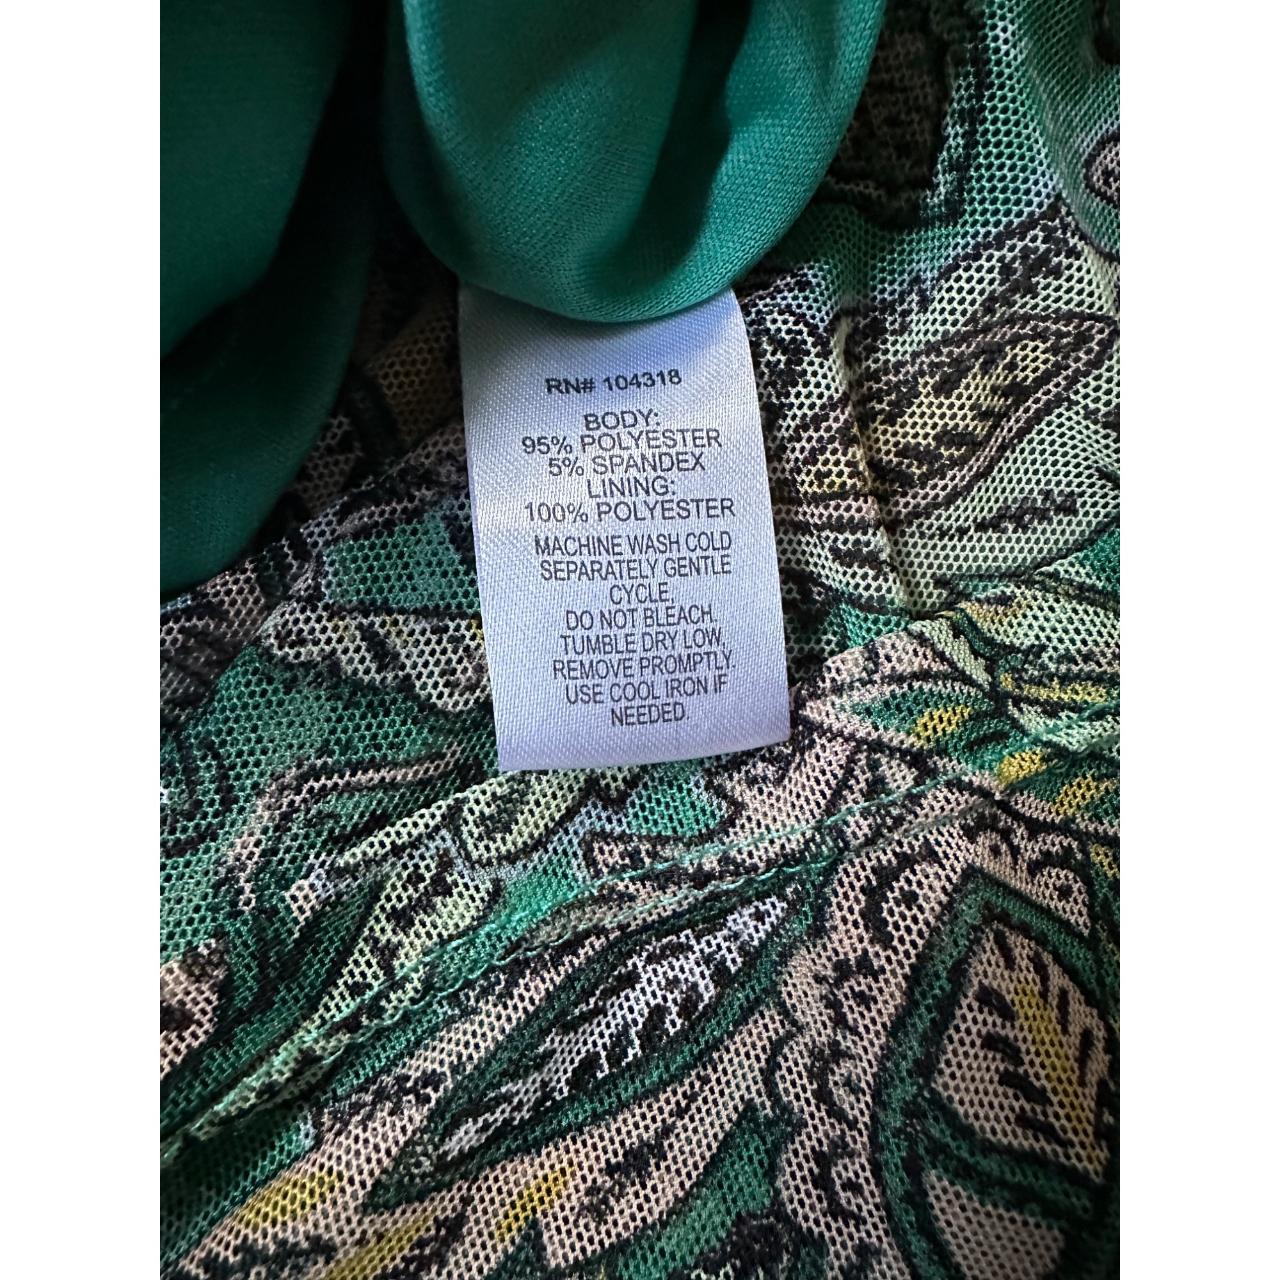 RN# 104318
BODY:
95% POLYESTER
5% SPANDEX
LINING:
100% POLYESTER
MACHINE WASH COLD
SEPARATELY GENTLE
CYCLE.
DO NOT BLEACH.
TUMBLE DRY LOW.
REMOVE PROMPTLY.
USE COOL IRON IF
NEEDED.